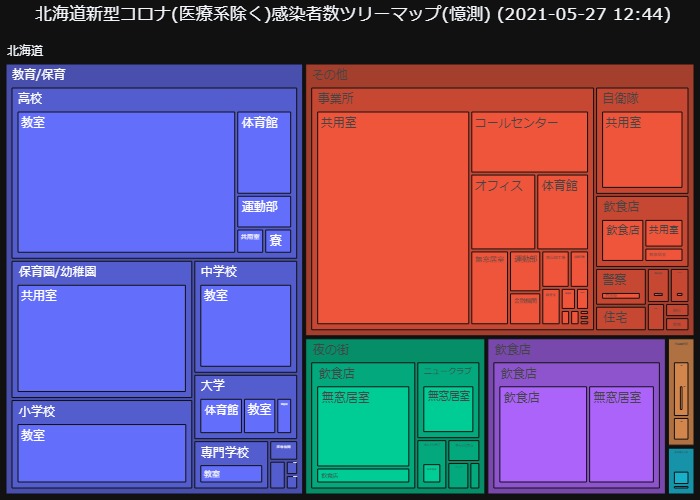 北海道新型コロナ(医療系除く)感染者数ツリーマップ(憶測) (2021-05-27 12:44)
北海道
教育/保育
高校
教室
体育館
運動部
共用室
寮
保育園/幼稚園
共用室
中学校
教室
大学
体育館
教室
小学校
教室
専門学校
教室
その他
事業所
共用室
コールセンター
オフィス
体育館
無窓居室
運動部
自衛隊
共用室
飲食店
飲食店
共用室
警察
住宅
夜の街
飲食店
無窓居室
飲食店
ニュークラブ
無窓居室
飲食店
飲食店
飲食店
無窓居室